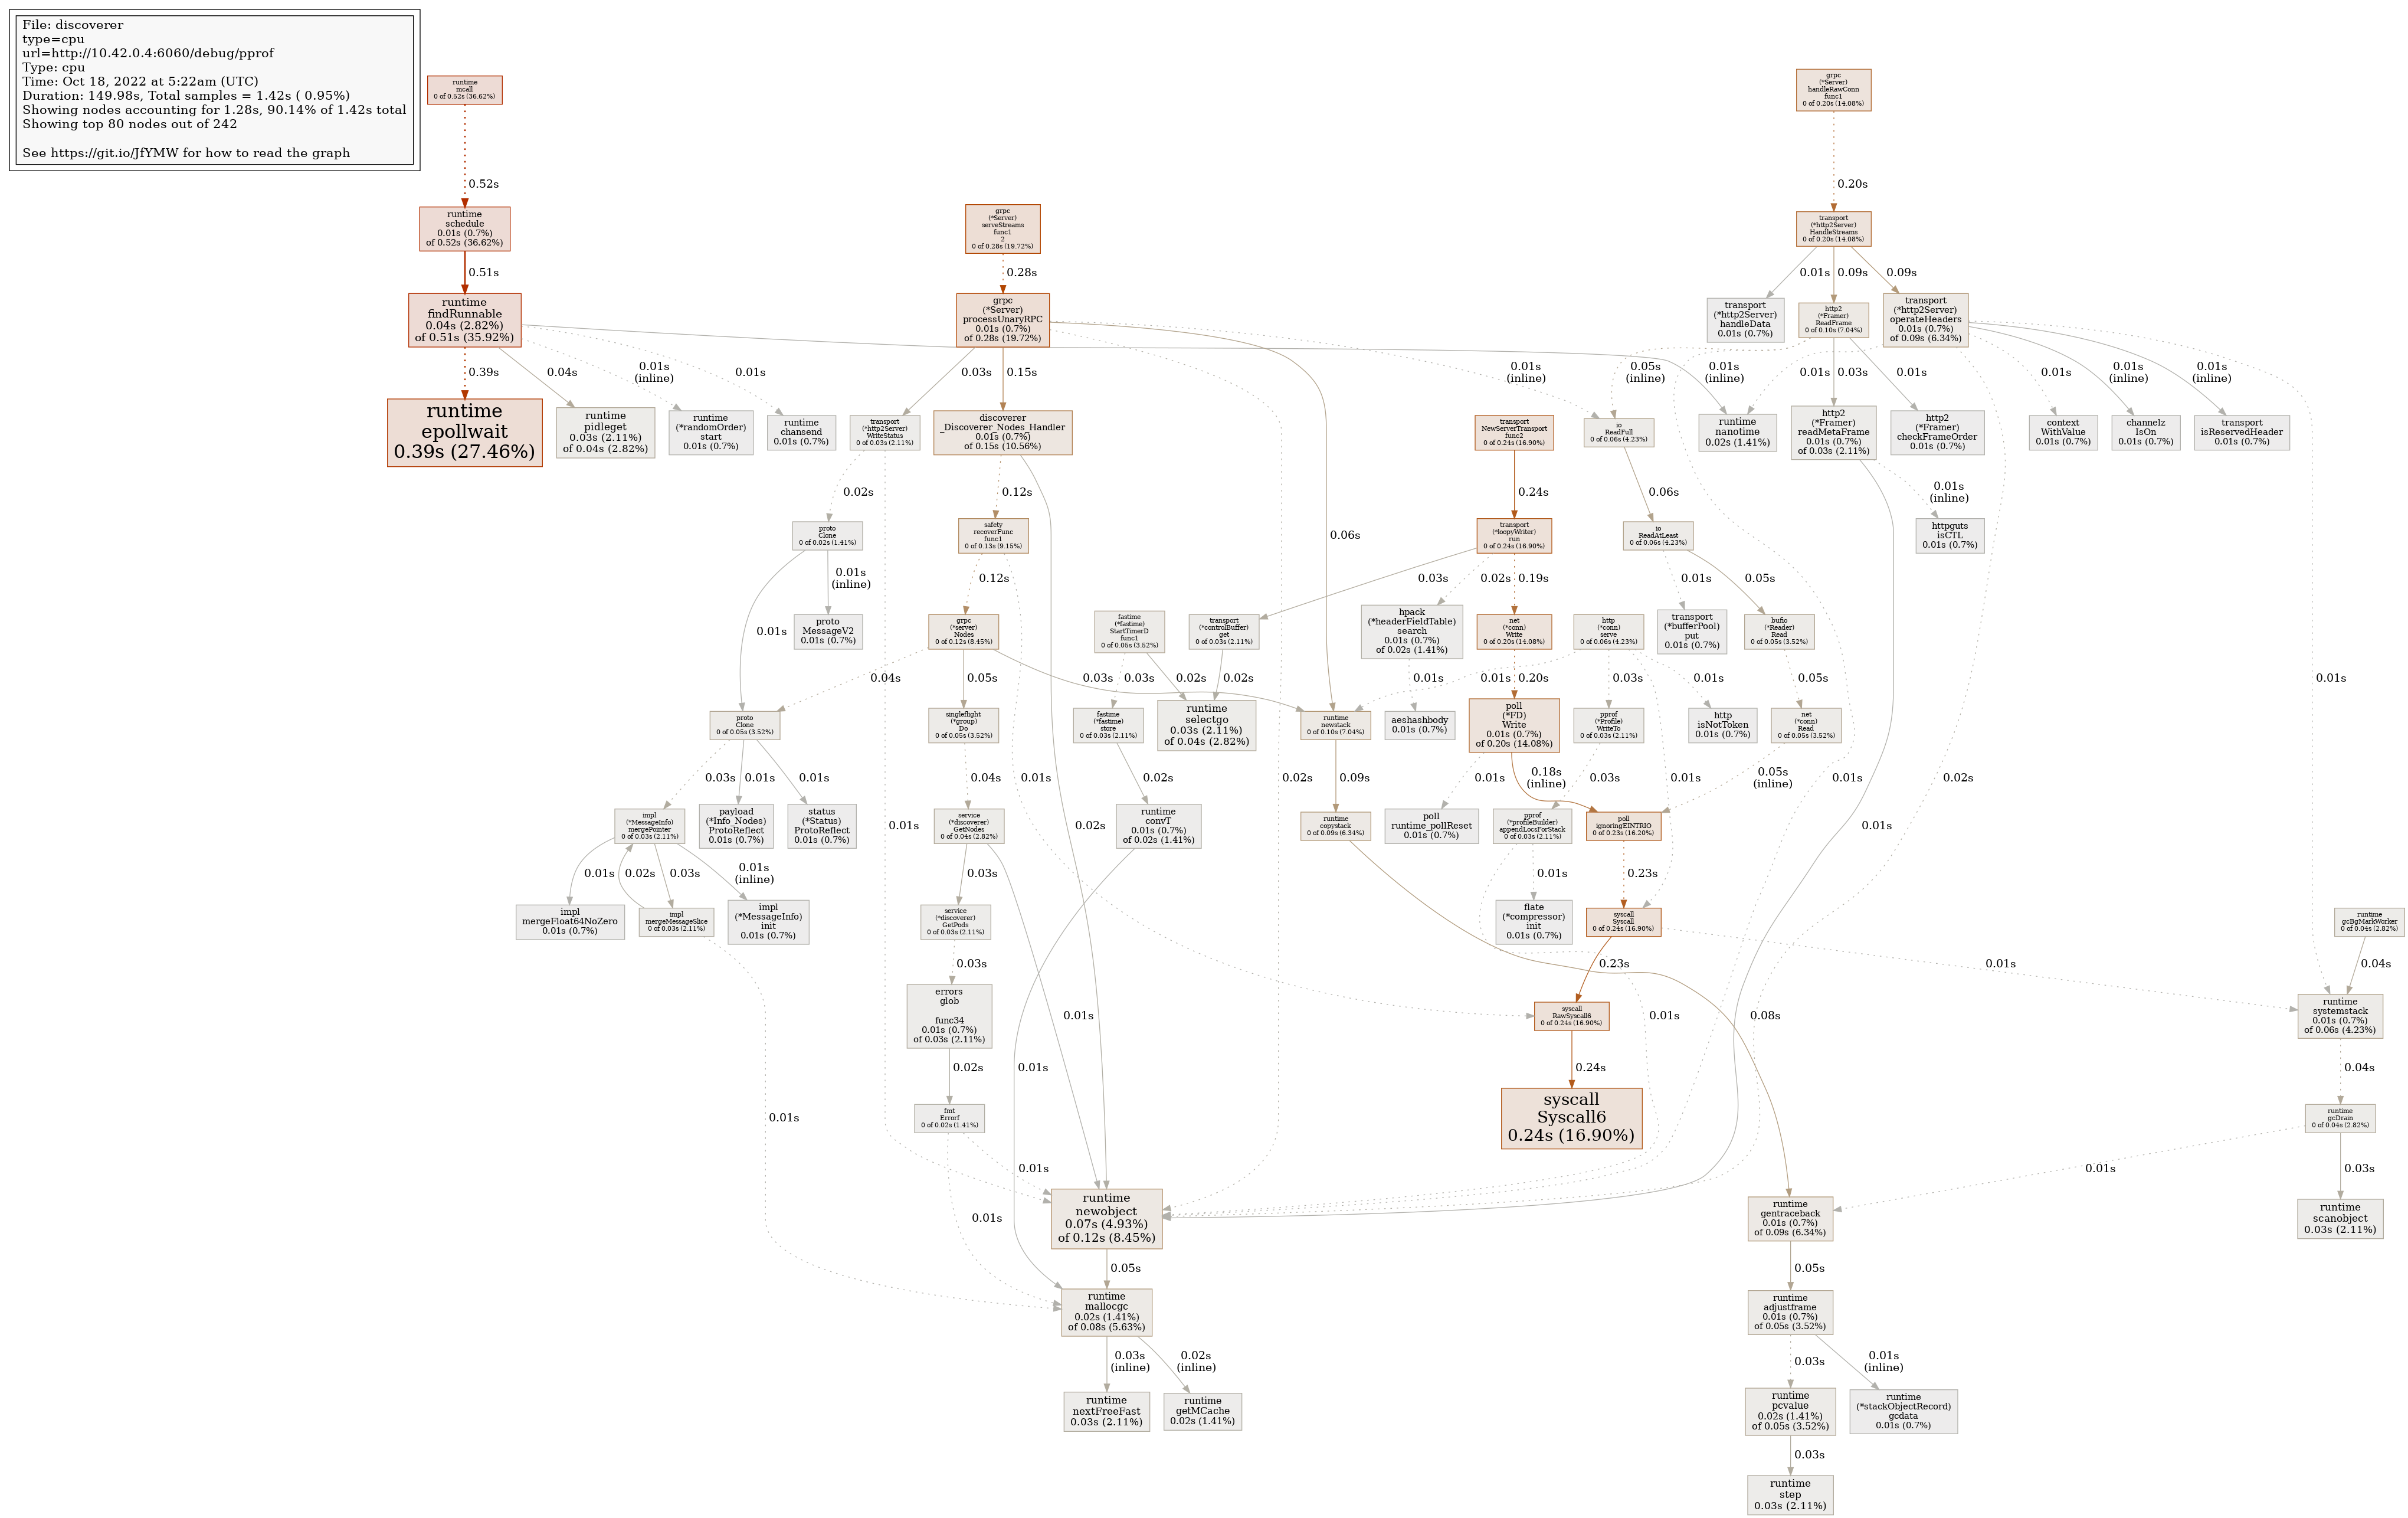 File: discoverer
type=cpu
url=http://10.42.0.4:6060/debug/pprof
Type: cpu
Time: Oct 18, 2022 at 5:22am (UTC)
Duration: 149.98s, Total samples = 1.42s ( 0.95%)
Showing nodes accounting for 1.28s, 90.14% of 1.42s total
Showing top 80 nodes out of 242
See https://git.io/JfYMW for how to read the graph
runtime
mcall
0 of 0.52s (36.62%)
grpc
(*Server)
handleRawConn
func1
0 of 0.20s (14.08%)
0.52s
0.20s
runtime
schedule
0.01s (0.7%)
of 0.52s (36.62%)
grpc
(*Server)
serveStreams
func1
2
0 of 0.28s (19.72%)
transport
(*http2Server)
HandleStreams
0 of 0.20s (14.08%)
0.51s
0.28s
0.01s
0.09s
0.09s
runtime
findRunnable
0.04s (2.82%)
of 0.51s (35.92%)
grpc
(*Server)
processUnaryRPC
0.01s (0.7%)
of 0.28s (19.72%)
transport
(*http2Server)
handleData
0.01s (0.7%)
http2
(*Framer)
ReadFrame
0 of 0.10s (7.04%)
transport
(*http2Server)
operateHeaders
0.01s (0.7%)
of 0.09s (6.34%)
0.39s
0.04s
0.01s
(inline)
0.01s
0.03s
0.15s
0.01s
(inline)
0.05s
(inline)
0.01s
(inline)
0.01s
0.03s
0.01s
0.01s
0.01s
(inline)
0.01s
(inline)
runtime
epollwait
0.39s (27.46%)
runtime
pidleget
0.03s (2.11%)
of 0.04s (2.82%)
runtime
(*randomOrder)
start
0.01s (0.7%)
runtime
chansend
0.01s (0.7%)
transport
(*http2Server)
WriteStatus
0 of 0.03s (2.11%)
discoverer
_Discoverer_Nodes_Handler
0.01s (0.7%)
of 0.15s (10.56%)
transport
NewServerTransport
func2
0 of 0.24s (16.90%)
io
ReadFull
0 of 0.06s (4.23%)
runtime
nanotime
0.02s (1.41%)
http2
(*Framer)
readMetaFrame
0.01s (0.7%)
of 0.03s (2.11%)
http2
(*Framer)
checkFrameOrder
0.01s (0.7%)
context
WithValue
0.01s (0.7%)
channelz
IsOn
0.01s (0.7%)
transport
isReservedHeader
0.01s (0.7%)
0.02s
0.12s
0.24s
0.06s
0.01s
(inline)
proto
Clone
0 of 0.02s (1.41%)
safety
recoverFunc
func1
0 of 0.13s (9.15%)
0.06s
transport
(*loopyWriter)
run
0 of 0.24s (16.90%)
io
ReadAtLeast
0 of 0.06s (4.23%)
httpguts
isCTL
0.01s (0.7%)
0.01s
(inline)
0.12s
0.03s
0.02s
0.19s
0.01s
0.05s
0.01s
proto
MessageV2
0.01s (0.7%)
grpc
(*server)
Nodes
0 of 0.12s (8.45%)
fastime
(*fastime)
StartTimerD
func1
0 of 0.05s (3.52%)
transport
(*controlBuffer)
get
0 of 0.03s (2.11%)
hpack
(*headerFieldTable)
search
0.01s (0.7%)
of 0.02s (1.41%)
net
(*conn)
Write
0 of 0.20s (14.08%)
http
(*conn)
serve
0 of 0.06s (4.23%)
transport
(*bufferPool)
put
0.01s (0.7%)
bufio
(*Reader)
Read
0 of 0.05s (3.52%)
0.04s
0.05s
0.03s
0.03s
0.02s
0.02s
0.01s
0.01s
0.20s
0.03s
0.01s
0.05s
0.02s
0.01s
proto
Clone
0 of 0.05s (3.52%)
singleflight
(*group)
Do
0 of 0.05s (3.52%)
fastime
(*fastime)
store
0 of 0.03s (2.11%)
runtime
selectgo
0.03s (2.11%)
of 0.04s (2.82%)
runtime
newstack
0 of 0.10s (7.04%)
aeshashbody
0.01s (0.7%)
poll
(*FD)
Write
0.01s (0.7%)
of 0.20s (14.08%)
pprof
(*Profile)
WriteTo
0 of 0.03s (2.11%)
http
isNotToken
0.01s (0.7%)
net
(*conn)
Read
0 of 0.05s (3.52%)
0.03s
0.01s
0.01s
0.04s
0.01s
0.02s
0.09s
0.01s
0.18s
(inline)
0.03s
0.01s
0.05s
(inline)
0.01s
0.02s
impl
(*MessageInfo)
mergePointer
0 of 0.03s (2.11%)
payload
(*Info_Nodes)
ProtoReflect
0.01s (0.7%)
status
(*Status)
ProtoReflect
0.01s (0.7%)
0.01s
service
(*discoverer)
GetNodes
0 of 0.04s (2.82%)
0.02s
runtime
convT
0.01s (0.7%)
of 0.02s (1.41%)
runtime
copystack
0 of 0.09s (6.34%)
poll
runtime_pollReset
0.01s (0.7%)
pprof
(*profileBuilder)
appendLocsForStack
0 of 0.03s (2.11%)
poll
ignoringEINTRIO
0 of 0.23s (16.20%)
0.01s
0.01s
0.02s
0.03s
0.01s
(inline)
0.03s
0.01s
0.23s
impl
mergeFloat64NoZero
0.01s (0.7%)
impl
mergeMessageSlice
0 of 0.03s (2.11%)
impl
(*MessageInfo)
init
0.01s (0.7%)
service
(*discoverer)
GetPods
0 of 0.03s (2.11%)
flate
(*compressor)
init
0.01s (0.7%)
syscall
Syscall
0 of 0.24s (16.90%)
runtime
gcBgMarkWorker
0 of 0.04s (2.82%)
0.03s
0.23s
0.01s
0.04s
errors
glob
func34
0.01s (0.7%)
of 0.03s (2.11%)
0.01s
syscall
RawSyscall6
0 of 0.24s (16.90%)
0.01s
0.08s
runtime
systemstack
0.01s (0.7%)
of 0.06s (4.23%)
0.02s
0.01s
0.24s
0.04s
0.01s
fmt
Errorf
0 of 0.02s (1.41%)
syscall
Syscall6
0.24s (16.90%)
runtime
gcDrain
0 of 0.04s (2.82%)
0.01s
0.01s
0.03s
0.01s
runtime
newobject
0.07s (4.93%)
of 0.12s (8.45%)
runtime
gentraceback
0.01s (0.7%)
of 0.09s (6.34%)
runtime
scanobject
0.03s (2.11%)
0.05s
0.05s
runtime
mallocgc
0.02s (1.41%)
of 0.08s (5.63%)
runtime
adjustframe
0.01s (0.7%)
of 0.05s (3.52%)
0.03s
(inline)
0.02s
(inline)
0.03s
0.01s
(inline)
runtime
nextFreeFast
0.03s (2.11%)
runtime
getMCache
0.02s (1.41%)
runtime
pcvalue
0.02s (1.41%)
of 0.05s (3.52%)
runtime
(*stackObjectRecord)
gcdata
0.01s (0.7%)
0.03s
runtime
step
0.03s (2.11%)